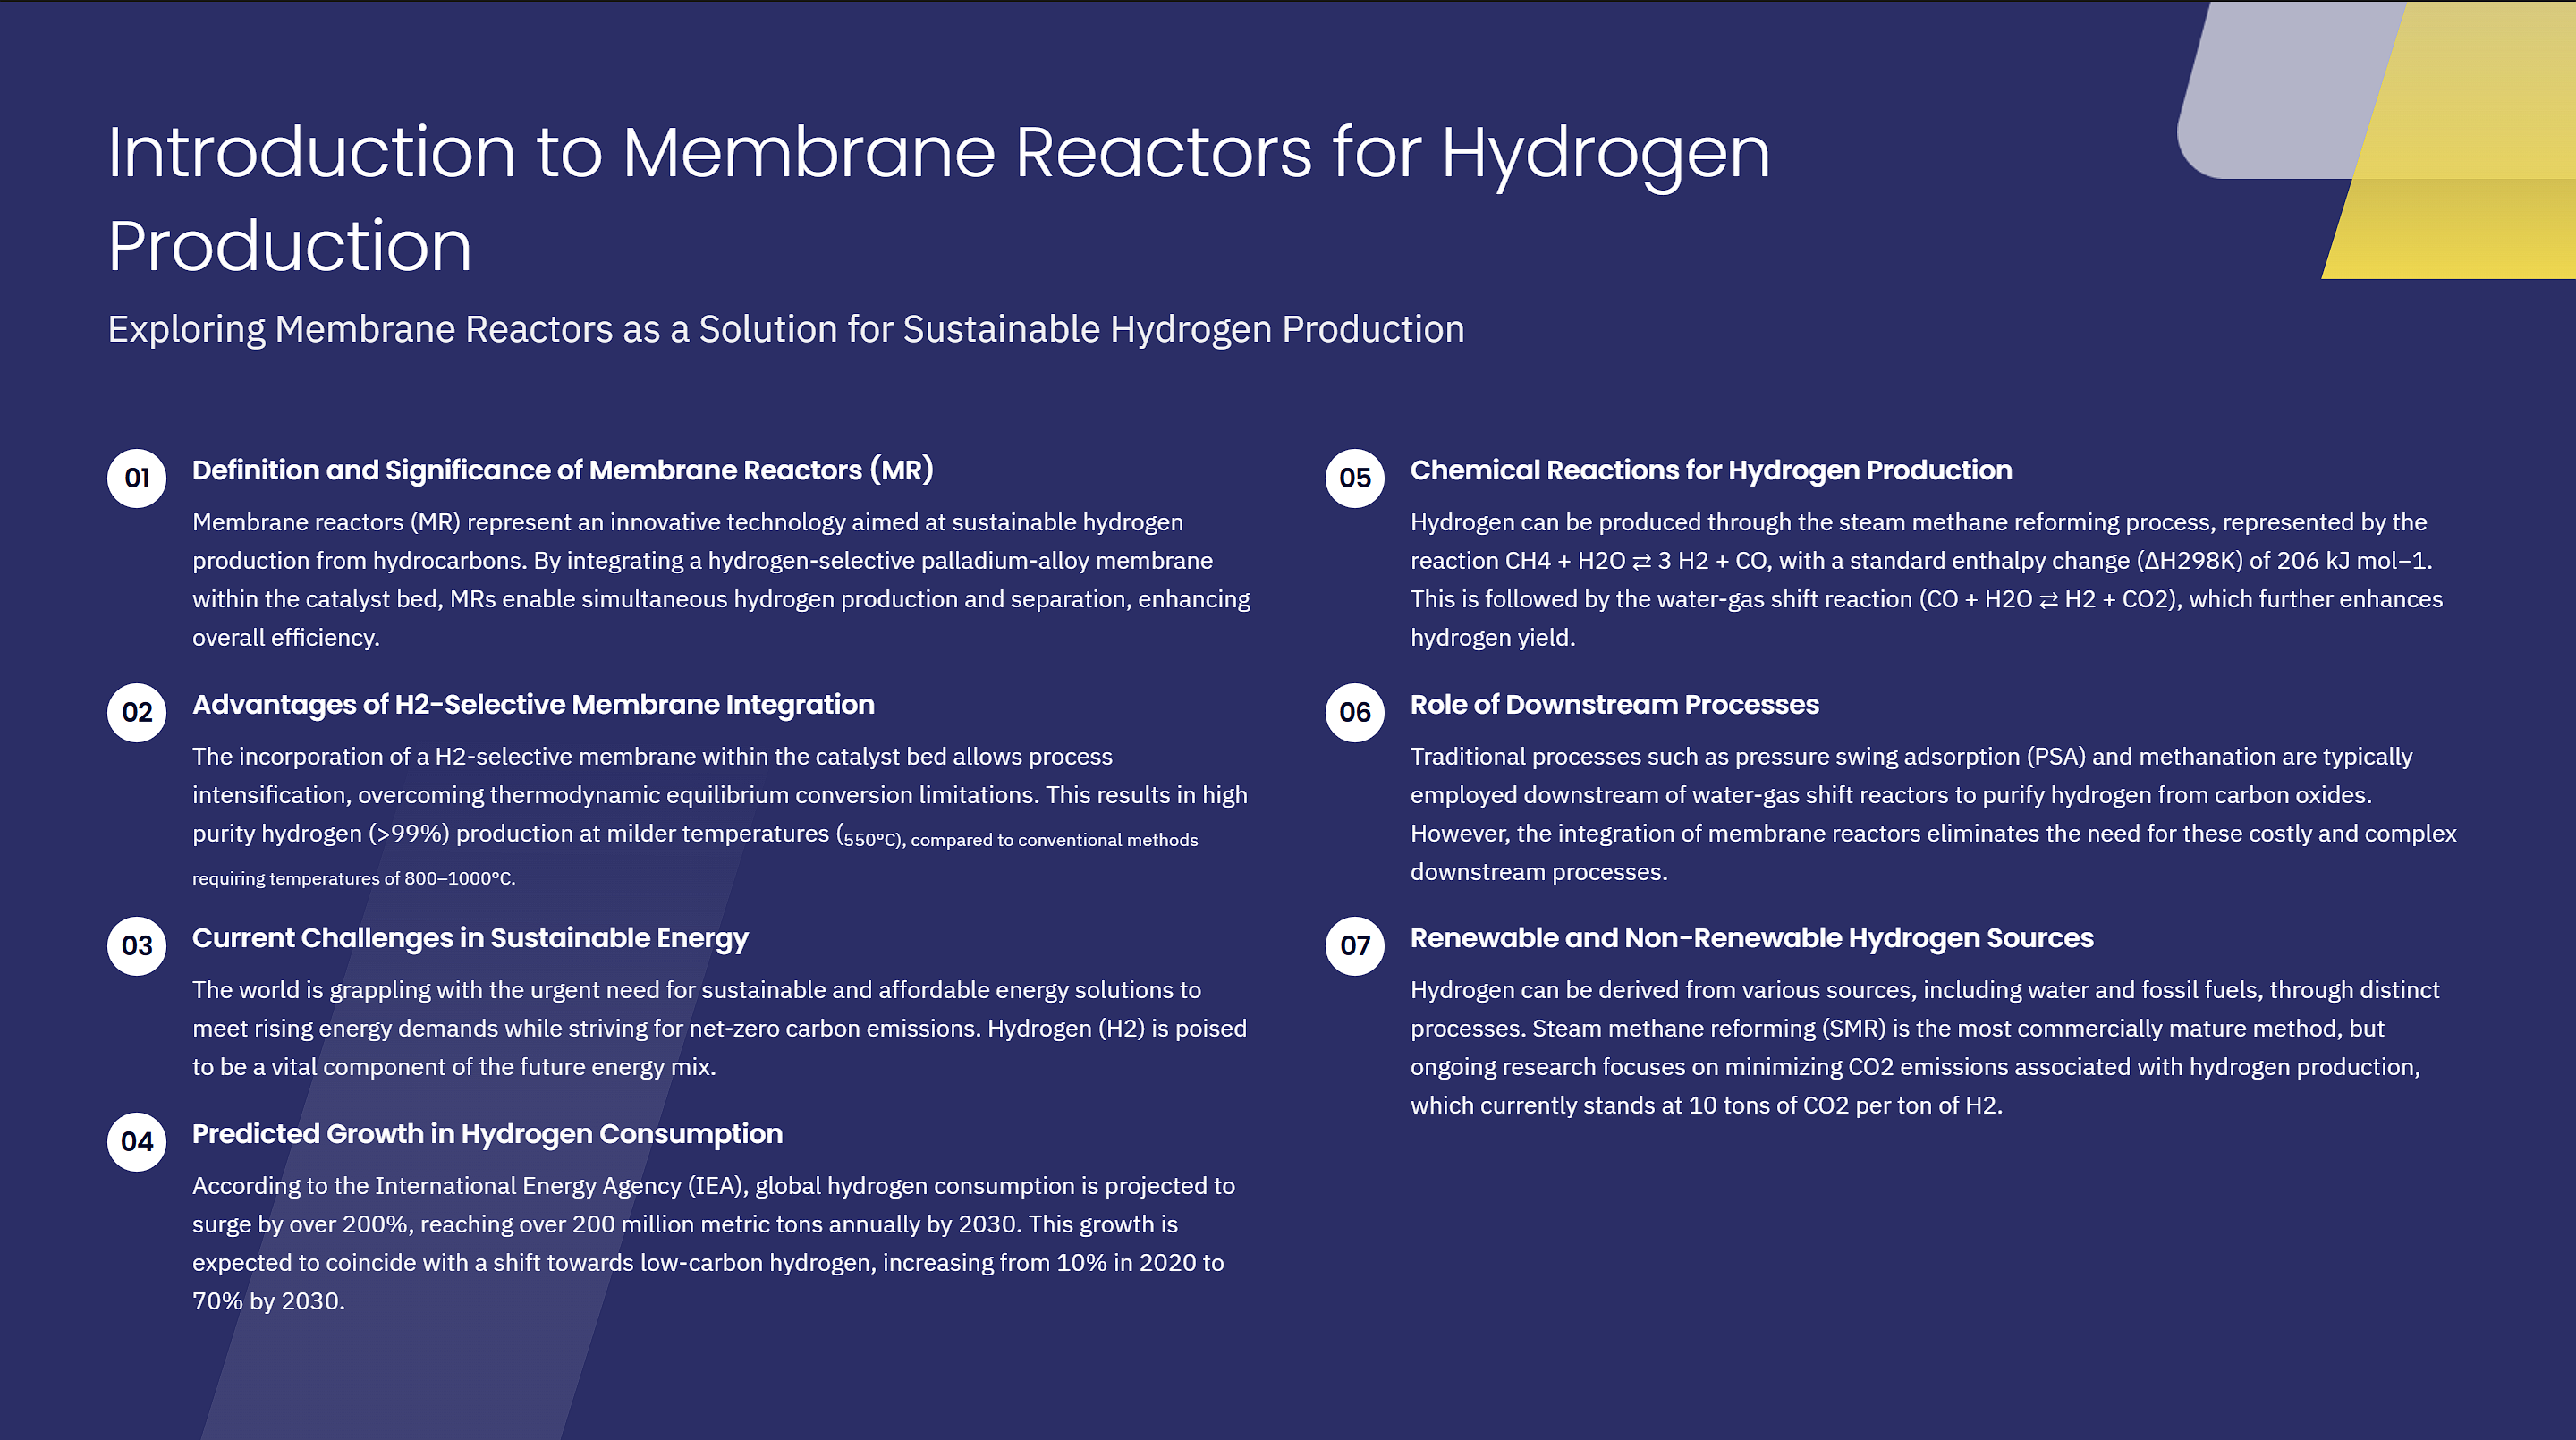 Introduction to Membrane Reactors for Hydrogen
Production
Exploring Membrane Reactors as a Solution for Sustainable Hydrogen Production
01
Definition and Significance of Membrane Reactors (MR)
Membrane reactors (MR) represent an innovative technology aimed at sustainable hydrogen
production from hydrocarbons. By integrating a hydrogen-selective palladium-alloy membrane
within the catalyst bed, MRs enable simultaneous hydrogen production and separation, enhancing
overall efficiency.
02
Advantages of H2-Selective Membrane Integration
The incorporation of a H2-selective membrane within the catalyst bed allows process
intensification, overcoming thermodynamic equilibrium conversion limitations. This results in high
purity hydrogen (>99%) production at milder temperatures (550°C), compared to conventional methods
requiring temperatures of 800–1000°C.
03
Current Challenges in Sustainable Energy
The world is grappling with the urgent need for sustainable and affordable energy solutions to
meet rising energy demands while striving for net-zero carbon emissions. Hydrogen (H2) is poised
to be a vital component of the future energy mix.
04
Predicted Growth in Hydrogen Consumption
According to the International Energy Agency (IEA), global hydrogen consumption is projected to
surge by over 200%, reaching over 200 million metric tons annually by 2030. This growth is
expected to coincide with a shift towards low-carbon hydrogen, increasing from 10% in 2020 to
70% by 2030.
05
Chemical Reactions for Hydrogen Production
Hydrogen can be produced through the steam methane reforming process, represented by the
reaction CH4 + H2O ⇄ 3 H2 + CO, with a standard enthalpy change (ΔH298K) of 206 kJ mol−1.
This is followed by the water-gas shift reaction (CO + H2O ⇄ H2 + CO2), which further enhances
hydrogen yield.
06
Role of Downstream Processes
Traditional processes such as pressure swing adsorption (PSA) and methanation are typically
employed downstream of water-gas shift reactors to purify hydrogen from carbon oxides.
However, the integration of membrane reactors eliminates the need for these costly and complex
downstream processes.
07
Renewable and Non-Renewable Hydrogen Sources
Hydrogen can be derived from various sources, including water and fossil fuels, through distinct
processes. Steam methane reforming (SMR) is the most commercially mature method, but
ongoing research focuses on minimizing CO2 emissions associated with hydrogen production,
which currently stands at 10 tons of CO2 per ton of H2.